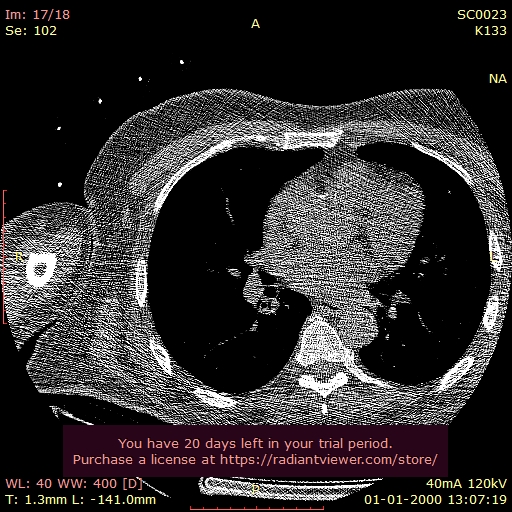 Im: 17/18
Se: 102
A
SC0023
K133
NA
R
L
You have 20 days left in your trial period.
Purchase a license at https://radiantviewer.com/store/
WL: 40 WW: 400 [D]
T: 1.3mm L: -141.0mm
P
40mA 120kV
01-01-2000 13:07:19